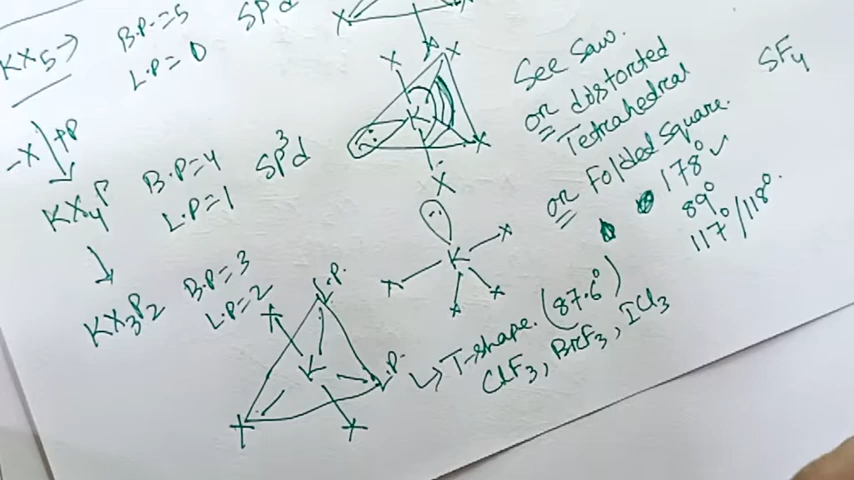 KX5 → B.P.=5 SP3d
L.P=0
-X +P
KX4P B.P=4 SP3d
L.P=1
See Saw.
or distorted
Tetrahedral SF4
or Folded Square.
178° ✓
89°
117°/118°
KX3P2 B.P=3
L.P=2
L.P.
L.P.
T-shape. (87.6°)
ClF3, BrF3, ICl3
X
X
X
X
X
K
X
X
K
X
X
X
X
X
K
X
X